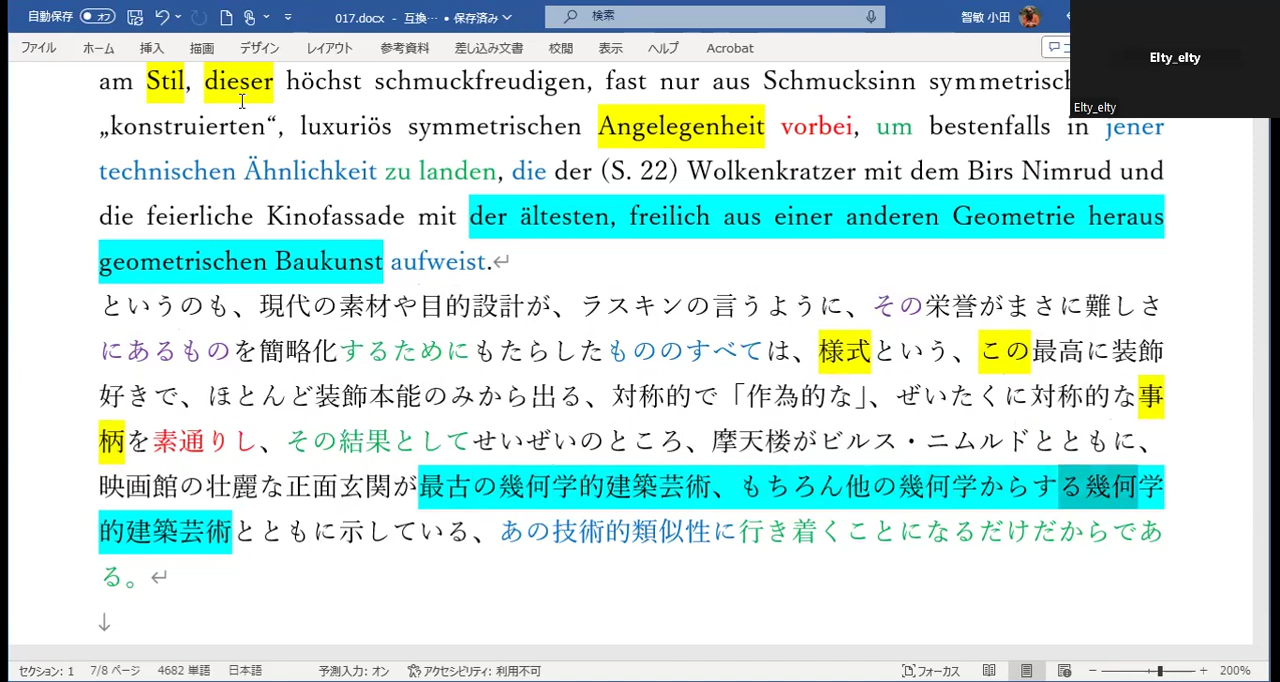 自動保存 オフ 017.docx - 互換… • 保存済み 検索 智敏 小田
ファイル ホーム 挿入 描画 デザイン レイアウト 参考資料 差し込み文書 校閲 表示 ヘルプ Acrobat
Elty_elty
Elty_elty
am Stil, dieser höchst schmuckfreudigen, fast nur aus Schmucksinn
„konstruierten“, luxuriös symmetrischen Angelegenheit vorbei, um bestenfalls in jener
technischen Ähnlichkeit zu landen, die der (S. 22) Wolkenkratzer mit dem Birs Nimrud und
die feierliche Kinofassade mit der ältesten, freilich aus einer anderen Geometrie heraus
geometrischen Baukunst aufweist.↵
というのも、現代の素材や目的設計が、ラスキンの言うように、その栄誉がまさに難しさ
にあるものを簡略化するためにもたらしたもののすべては、様式という、この最高に装飾
好きで、ほとんど装飾本能のみから出る、対称的で「作為的な」、ぜいたくに対称的な事
柄を素通りし、その結果としてせいぜいのところ、摩天楼がビルス・ニムルドとともに、
映画館の壮麗な正面玄関が最古の幾何学的建築芸術、もちろん他の幾何学からする幾何学
的建築芸術とともに示している、あの技術的類似性に行き着くことになるだけだからであ
る。↵
↓
セクション: 1 7/8 ページ 4682 単語 日本語 予測入力: オン アクセシビリティ: 利用不可 フォーカス − + 200%